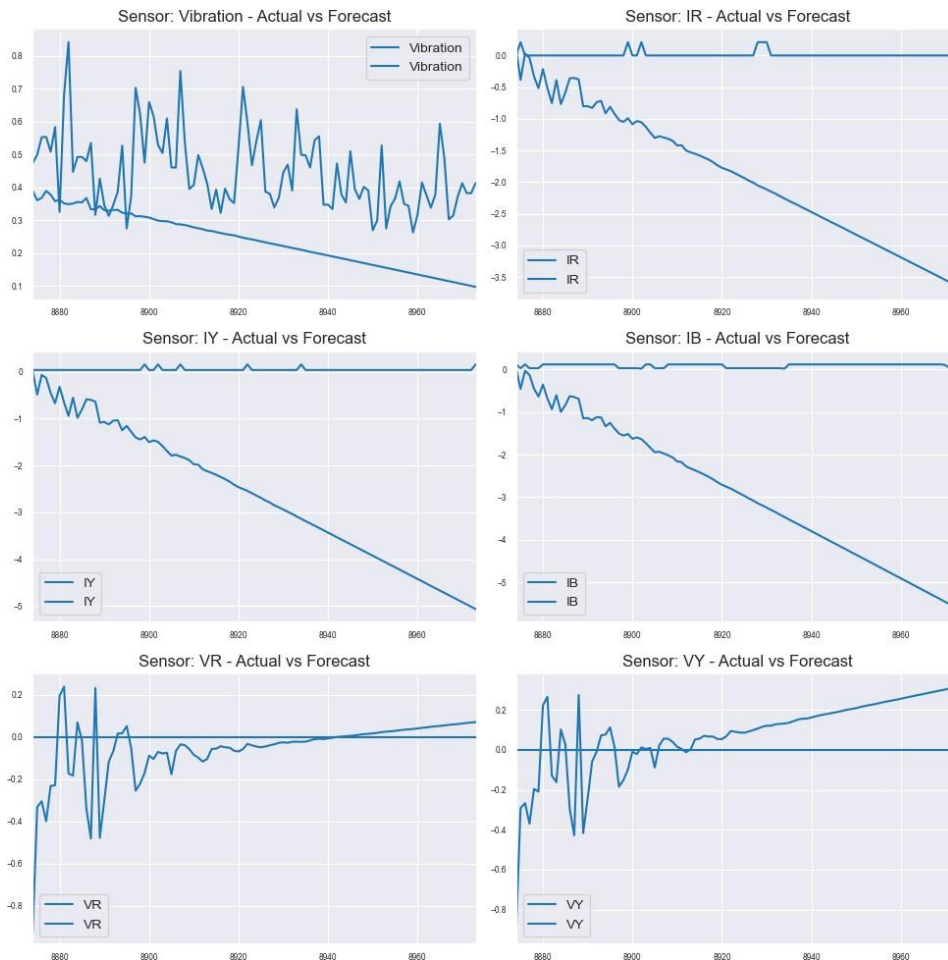 Sensor: Vibration - Actual vs Forecast
Vibration
Vibration
0.8
0.7
0.6
0.5
0.4
0.3
0.2
0.1
8880 8900 8920 8940 8960
Sensor: IR - Actual vs Forecast
0.0
−0.5
−1.0
−1.5
−2.0
−2.5
−3.0
−3.5
IR
IR
8880 8900 8920 8940 8960
Sensor: IY - Actual vs Forecast
0
−1
−2
−3
−4
−5
IY
IY
8880 8900 8920 8940 8960
Sensor: IB - Actual vs Forecast
0
−1
−2
−3
−4
−5
IB
IB
8880 8900 8920 8940 8960
Sensor: VR - Actual vs Forecast
0.2
0.0
−0.2
−0.4
−0.6
−0.8
VR
VR
8880 8900 8920 8940 8960
Sensor: VY - Actual vs Forecast
0.2
0.0
−0.2
−0.4
−0.6
−0.8
VY
VY
8880 8900 8920 8940 8960